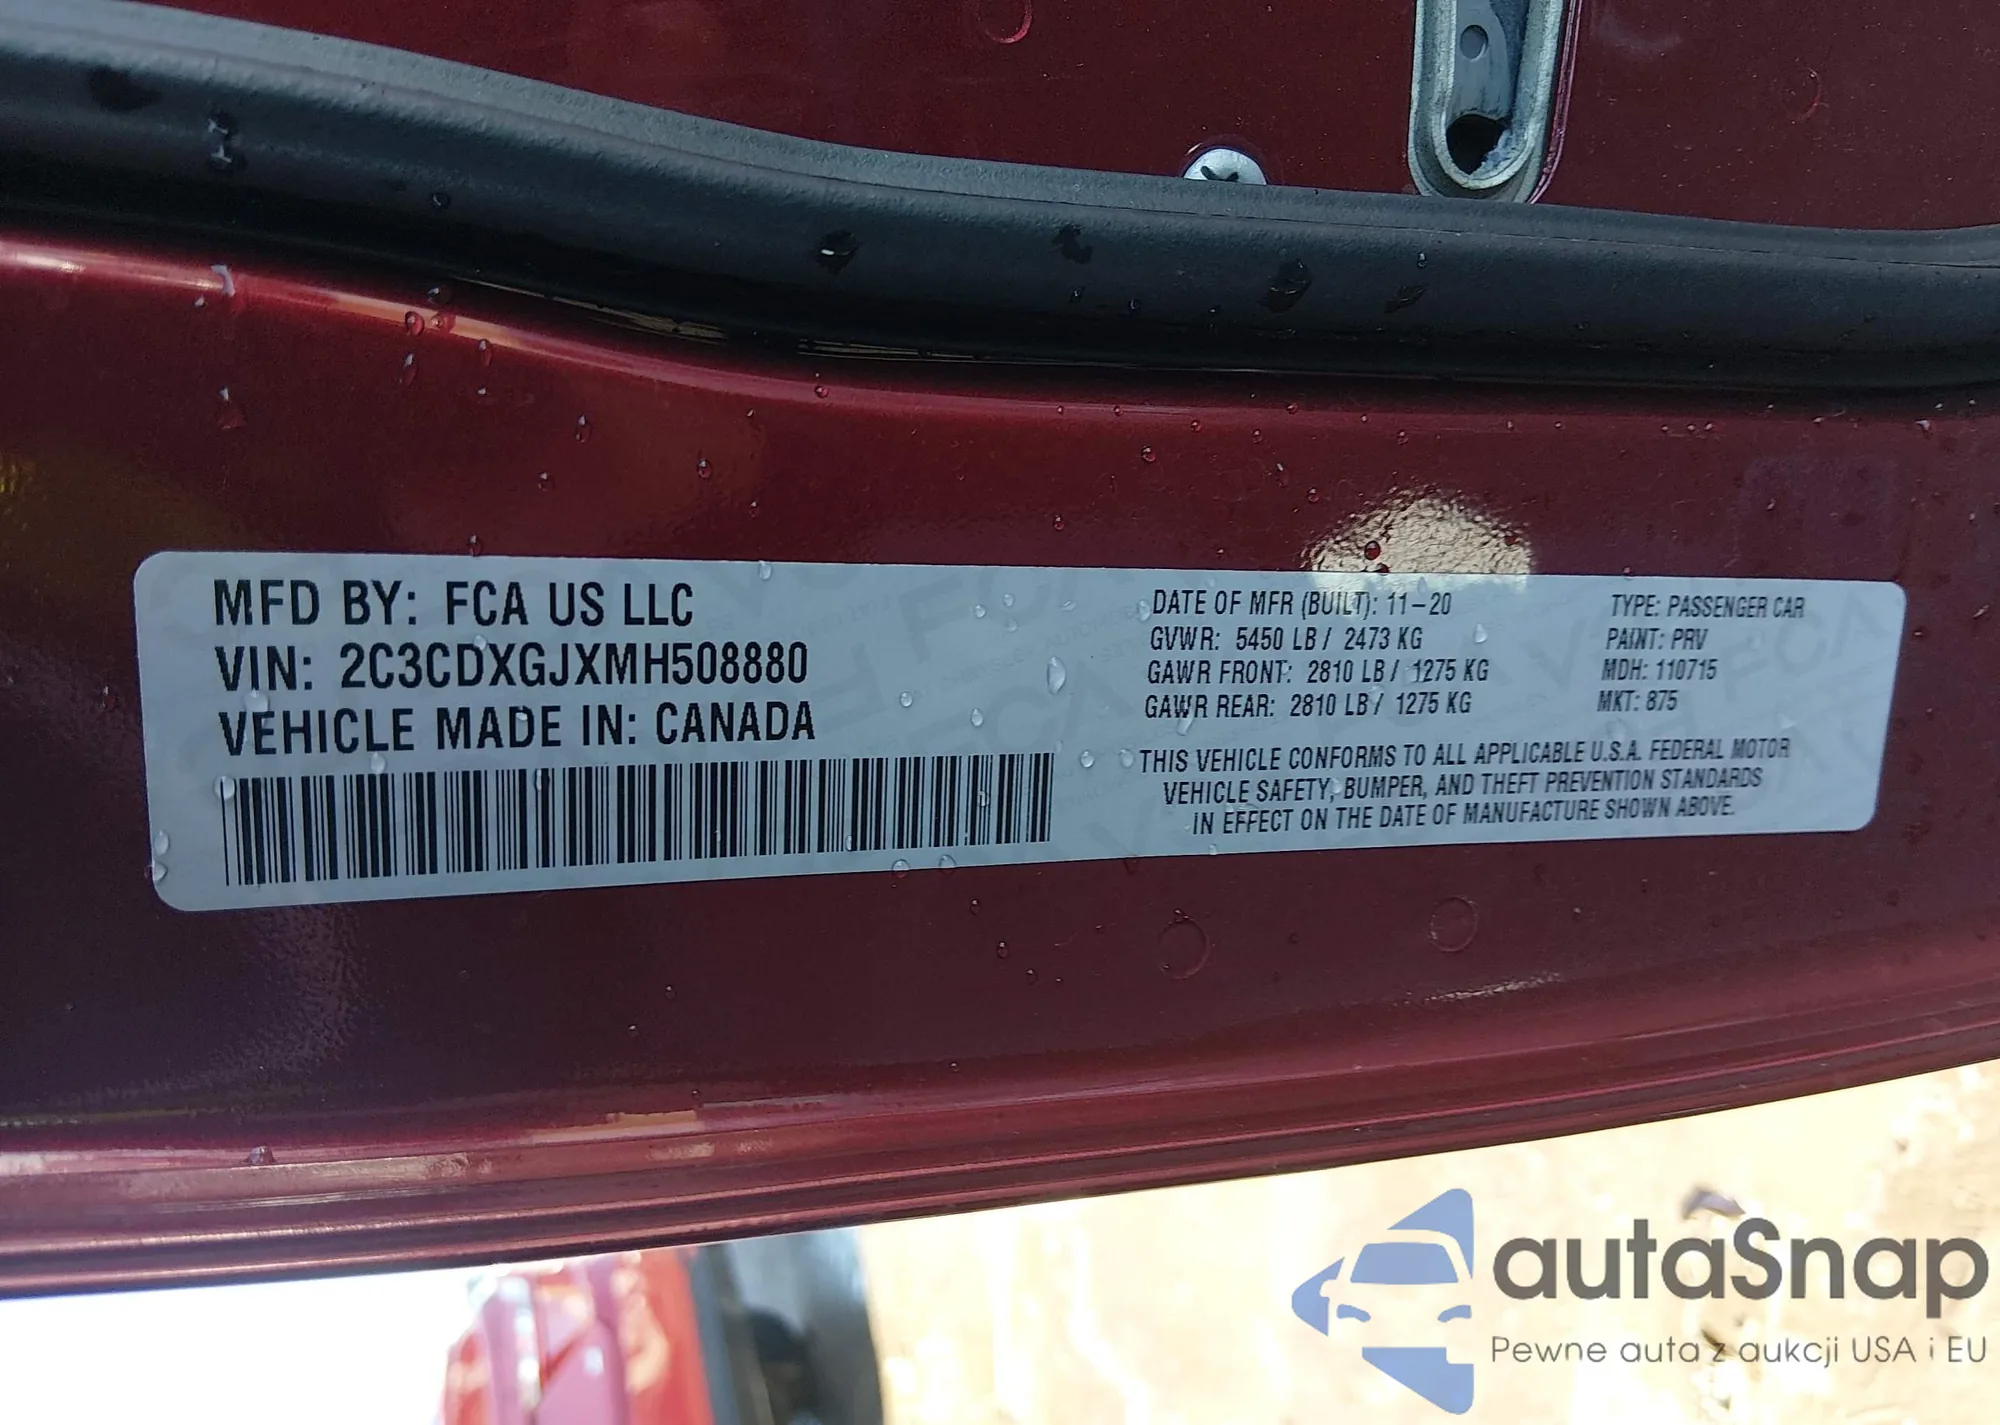 MFD BY: FCA US LLC
VIN: 2C3CDXGJXMH508880
VEHICLE MADE IN: CANADA
DATE OF MFR (BUILT): 11-20
GVWR: 5450 LB / 2473 KG
GAWR FRONT: 2810 LB / 1275 KG
GAWR REAR: 2810 LB / 1275 KG
TYPE: PASSENGER CAR
PAINT: PRV
MDH: 110715
MKT: 875
THIS VEHICLE CONFORMS TO ALL APPLICABLE U.S.A. FEDERAL MOTOR
VEHICLE SAFETY, BUMPER, AND THEFT PREVENTION STANDARDS
IN EFFECT ON THE DATE OF MANUFACTURE SHOWN ABOVE.
autaSnap
Pewne auta z aukcji USA i EU